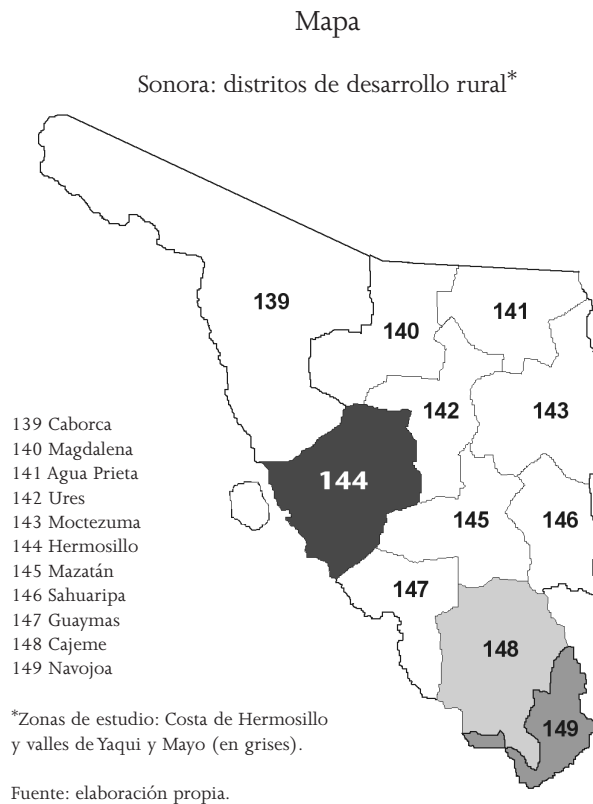 Mapa
Sonora: distritos de desarrollo rural*
139
140
141
142
143
144
145
146
147
148
149
139 Caborca
140 Magdalena
141 Agua Prieta
142 Ures
143 Moctezuma
144 Hermosillo
145 Mazatán
146 Sahuaripa
147 Guaymas
148 Cajeme
149 Navojoa
*Zonas de estudio: Costa de Hermosillo
y valles de Yaqui y Mayo (en grises).
Fuente: elaboración propia.